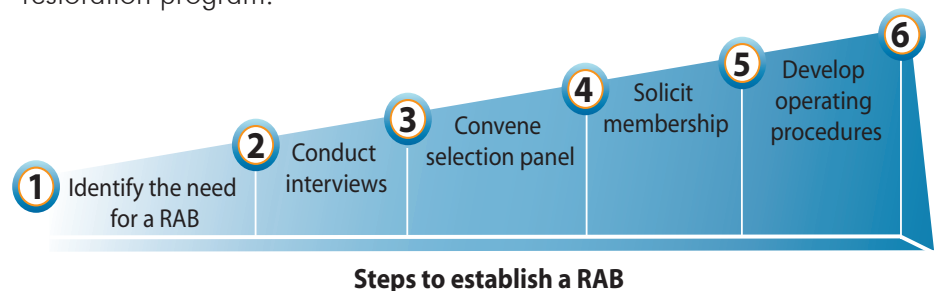 restoration program.
1 Identify the need
for a RAB
2 Conduct
interviews
3 Convene
selection panel
4 Solicit
membership
5 Develop
operating
procedures
6
Steps to establish a RAB